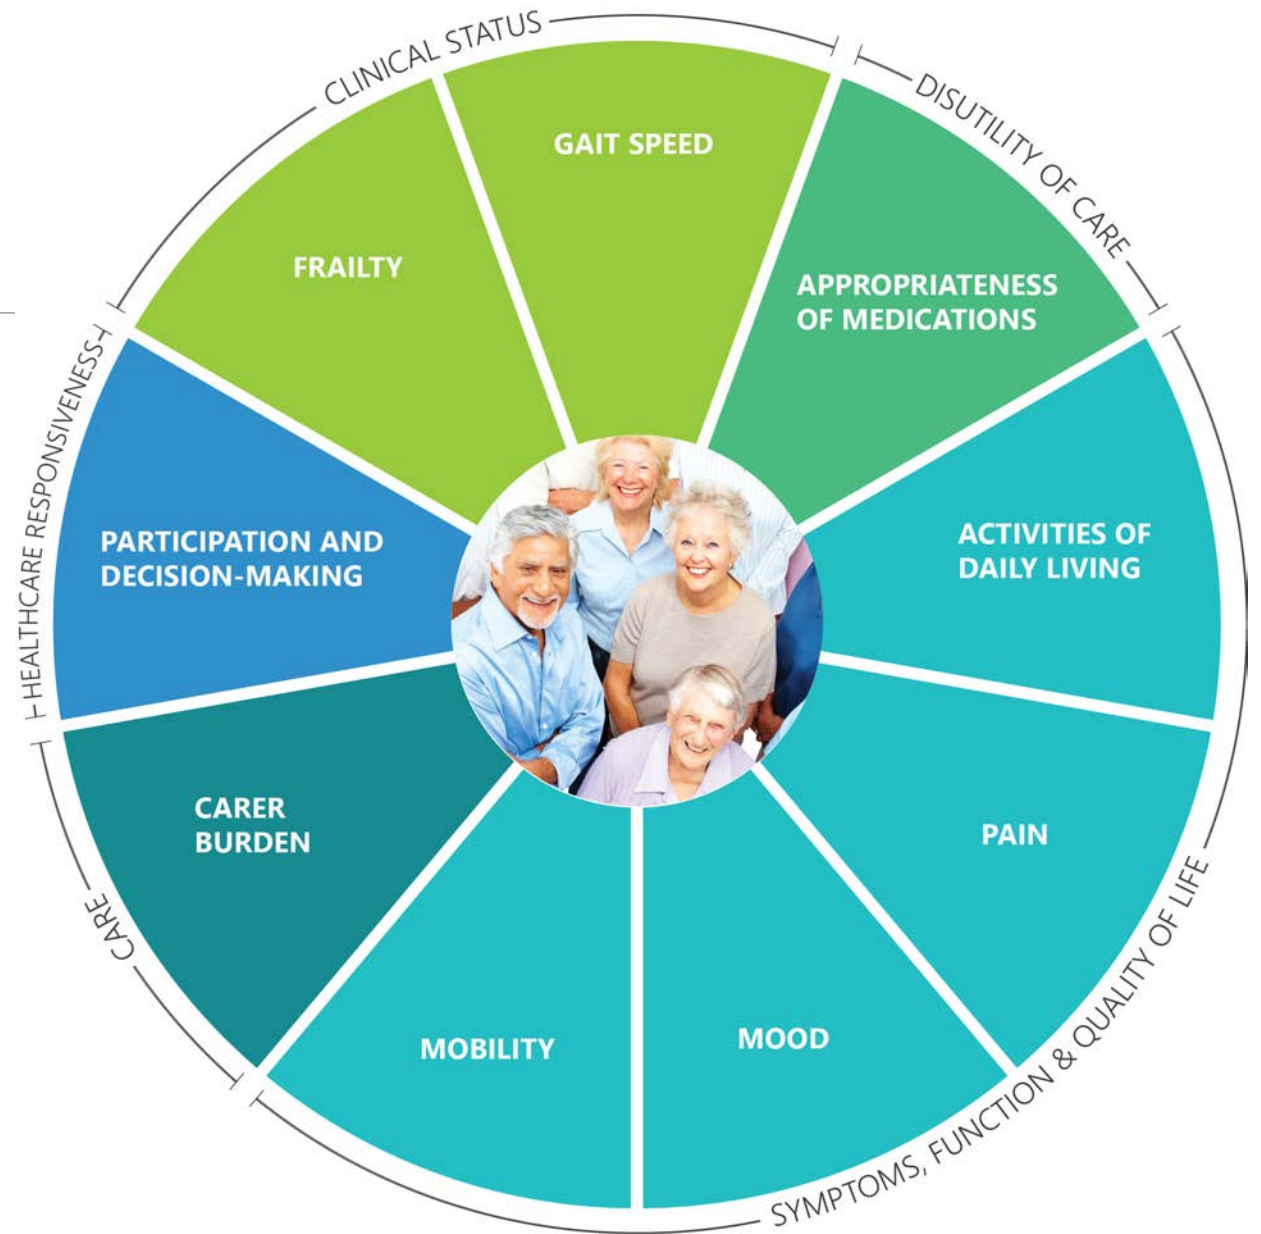 CLINICAL STATUS
GAIT SPEED
FRAILTY
DISUTILITY OF CARE
APPROPRIATENESS
OF MEDICATIONS
HEALTHCARE RESPONSIVENESS
PARTICIPATION AND
DECISION-MAKING
ACTIVITIES OF
DAILY LIVING
CARE
CARER
BURDEN
PAIN
MOBILITY
MOOD
SYMPTOMS, FUNCTION & QUALITY OF LIFE